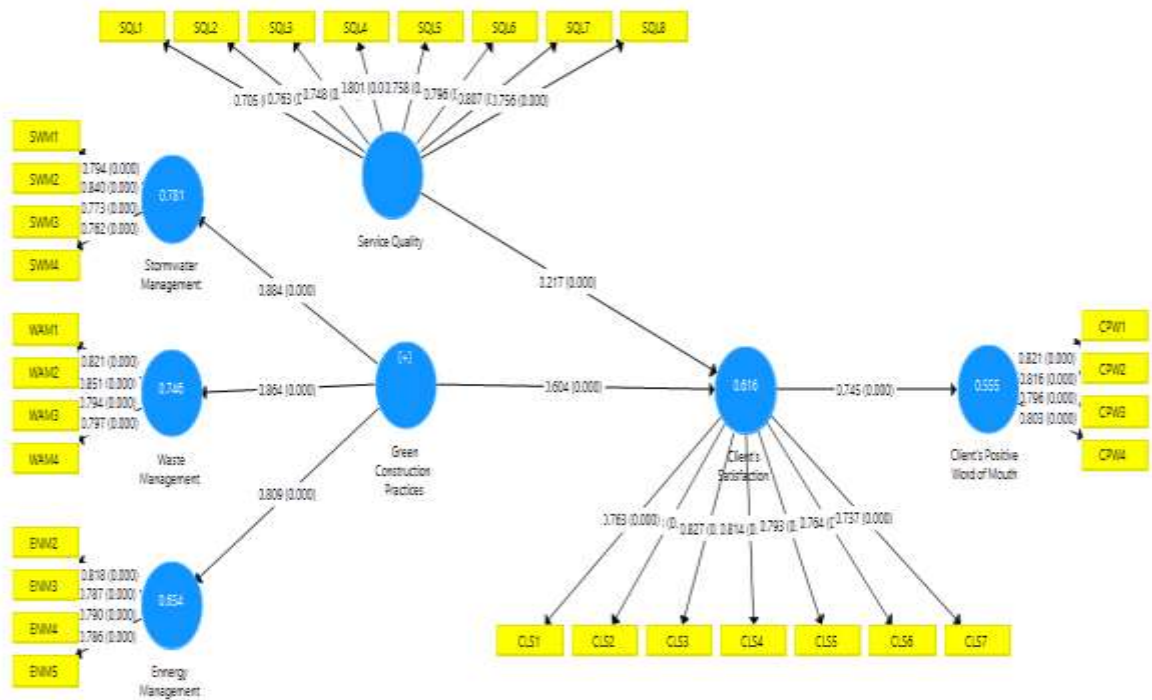 SQL1 SQL2 SQL3 SQL4 SQL5 SQL6 SQL7 SQL8
0.705 0.763 0.748 0.801 0.758 0.796 0.807 0.756 (0.000)
Service Quality
SWM1
SWM2
SWM3
SWM4
0.794 (0.000)
0.840 (0.000)
0.773 (0.000)
0.762 (0.000)
0.781
Stormwater
Management
0.884 (0.000)
0.217 (0.000)
WAM1
WAM2
WAM3
WAM4
0.821 (0.000)
0.851 (0.000)
0.794 (0.000)
0.797 (0.000)
0.746
Waste
Management
0.864 (0.000)
[+]
Green
Construction
Practices
0.604 (0.000)
0.616
Client's
Satisfaction
0.745 (0.000)
0.555
Client's Positive
Word of Mouth
0.821 (0.000)
0.816 (0.000)
0.796 (0.000)
0.803 (0.000)
CPW1
CPW2
CPW3
CPW4
0.809 (0.000)
ENM2
ENM3
ENM4
ENM5
0.818 (0.000)
0.787 (0.000)
0.790 (0.000)
0.786 (0.000)
0.654
Ennergy
Management
0.763 (0.000) 0.827 0.814 0.793 0.764 0.737 (0.000)
CLS1 CLS2 CLS3 CLS4 CLS5 CLS6 CLS7